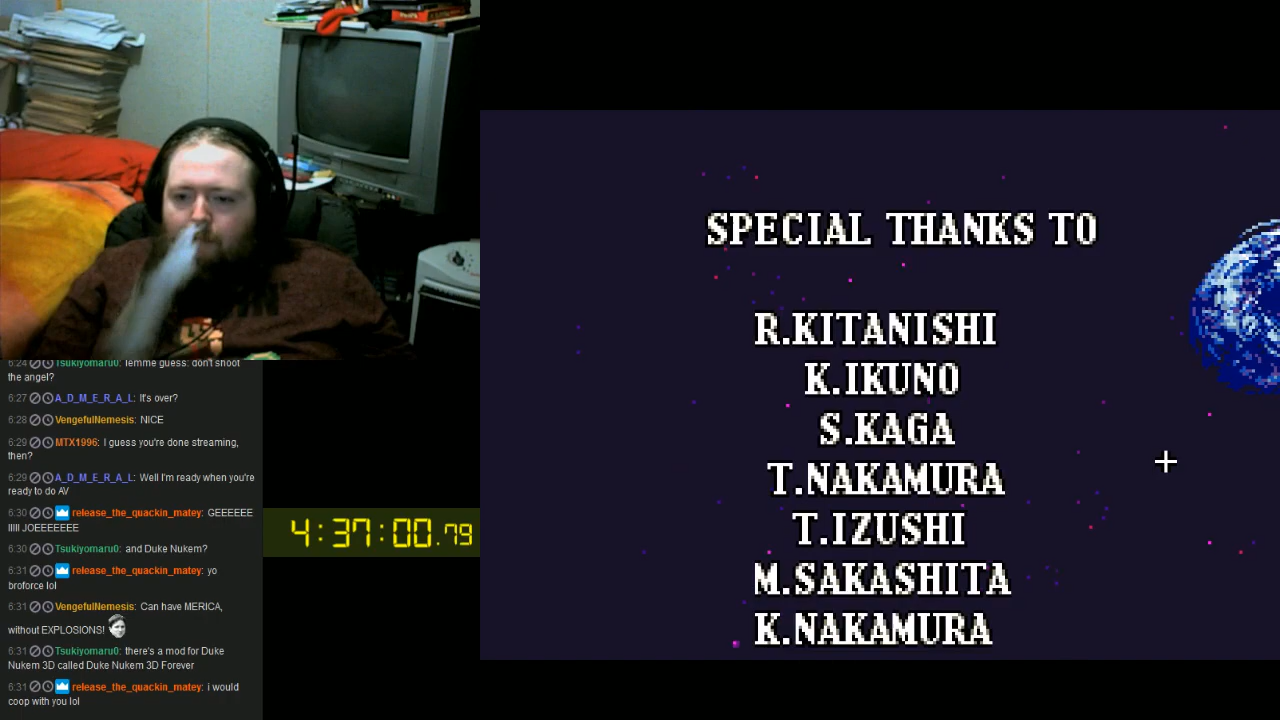 6:24 Tsukiyomaru0: lemme guess: don't shoot
the angel?
6:27 A_D_M_E_R_A_L: It's over?
6:28 VengefulNemesis: NICE
6:29 MTX1996: I guess you're done streaming,
then?
6:29 A_D_M_E_R_A_L: Well I'm ready when you're
ready to do AV
6:30 release_the_quackin_matey: GEEEEEE
IIIII JOEEEEEEE
6:30 Tsukiyomaru0: and Duke Nukem?
6:31 release_the_quackin_matey: yo
broforce lol
6:31 VengefulNemesis: Can have MERICA,
without EXPLOSIONS!
6:31 Tsukiyomaru0: there's a mod for Duke
Nukem 3D called Duke Nukem 3D Forever
6:31 release_the_quackin_matey: i would
coop with you lol
4:37:00.79
SPECIAL THANKS TO
R.KITANISHI
K.IKUNO
S.KAGA
T.NAKAMURA
T.IZUSHI
M.SAKASHITA
K.NAKAMURA